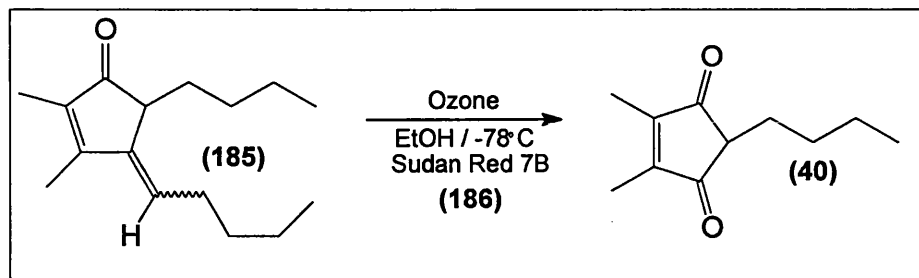 O
O
Ozone
EtOH / -78°C
Sudan Red 7B
(185)
(186)
(40)
H
O